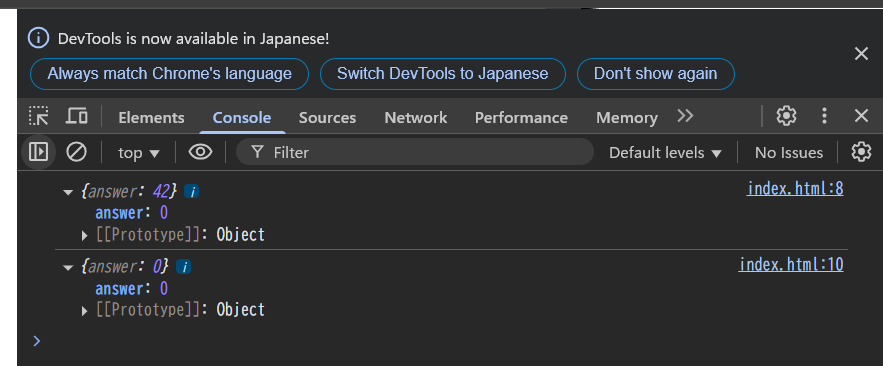 DevTools is now available in Japanese!
Always match Chrome's language Switch DevTools to Japanese Don't show again
Elements Console Sources Network Performance Memory
top Filter Default levels No Issues
{answer: 42} i index.html:8
answer: 0
[[Prototype]]: Object
{answer: 0} i index.html:10
answer: 0
[[Prototype]]: Object